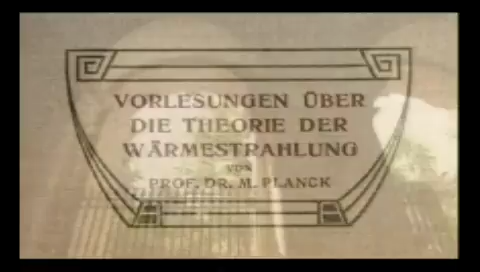 VORLESUNGEN ÜBER
DIE THEORIE DER
WÄRMESTRAHLUNG
VON
PROF. DR. M. PLANCK